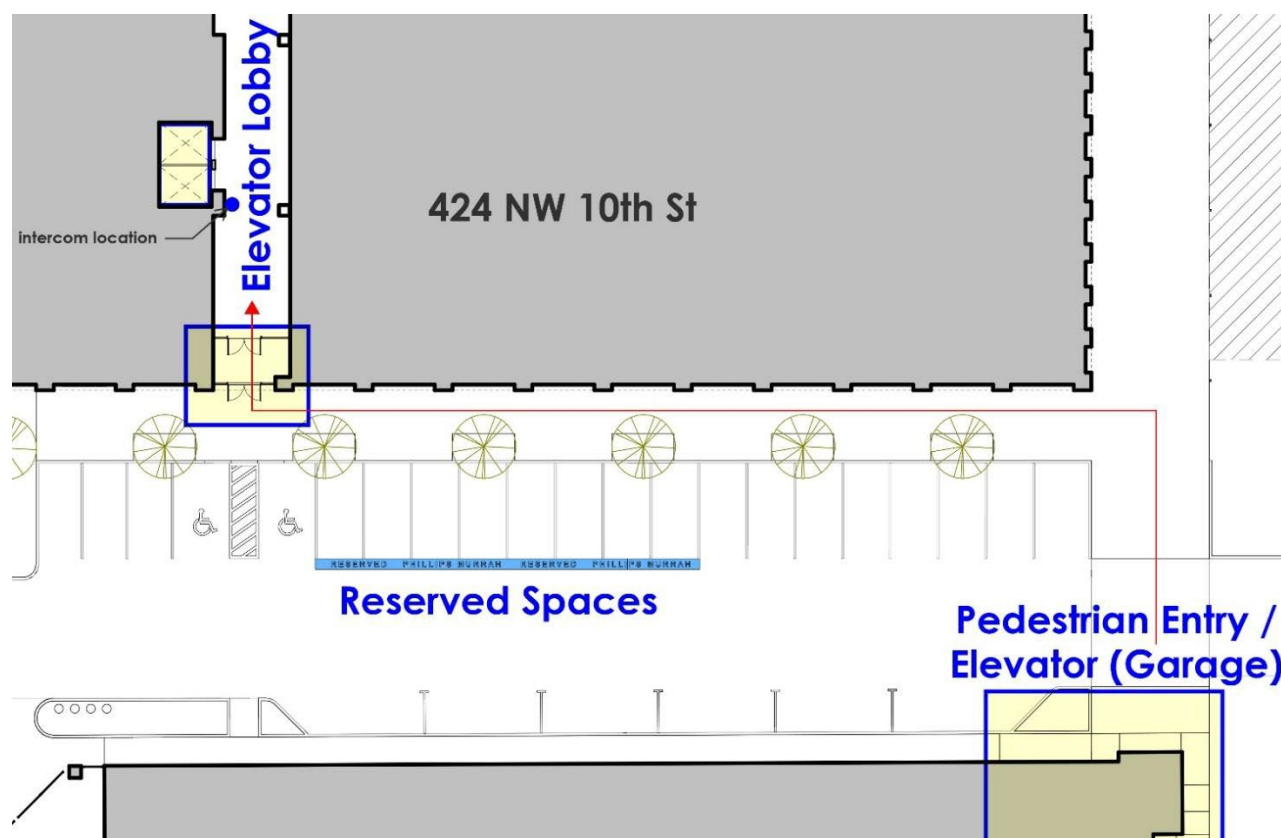 Elevator Lobby
424 NW 10th St
intercom location
RESERVED PHILLIPS MURRAH RESERVED PHILLIPS MURRAH
Reserved Spaces
Pedestrian Entry /
Elevator (Garage)